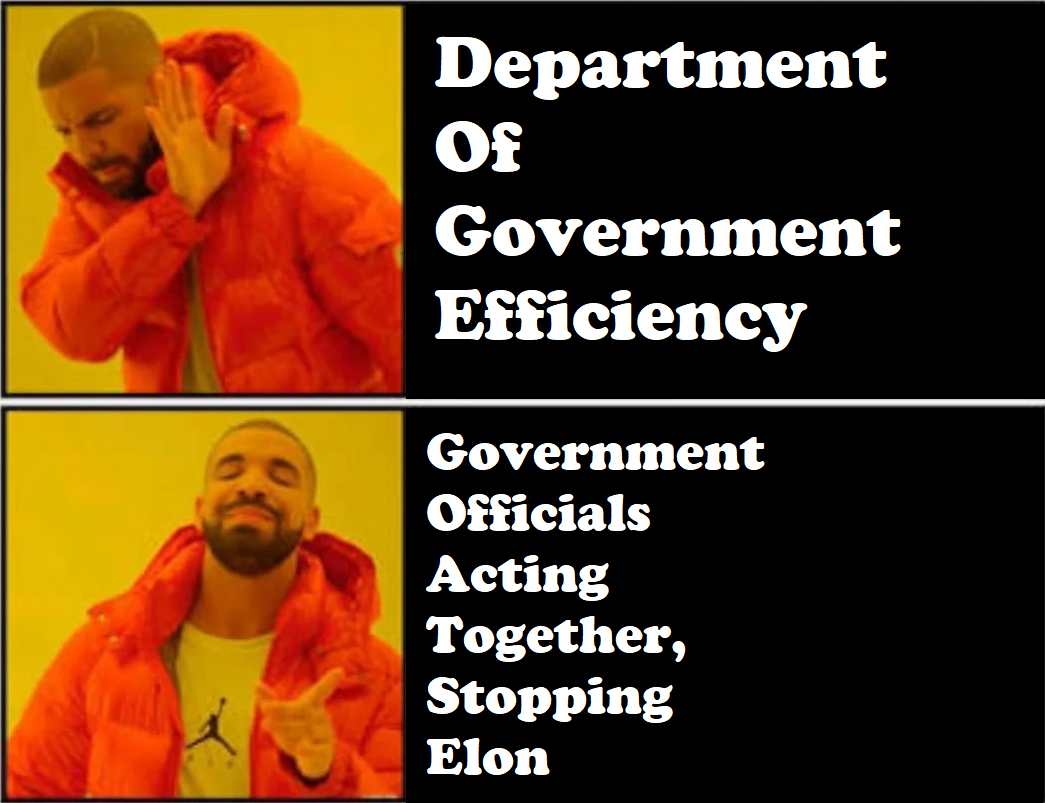 Department
Of
Government
Efficiency
Government
Officials
Acting
Together,
Stopping
Elon